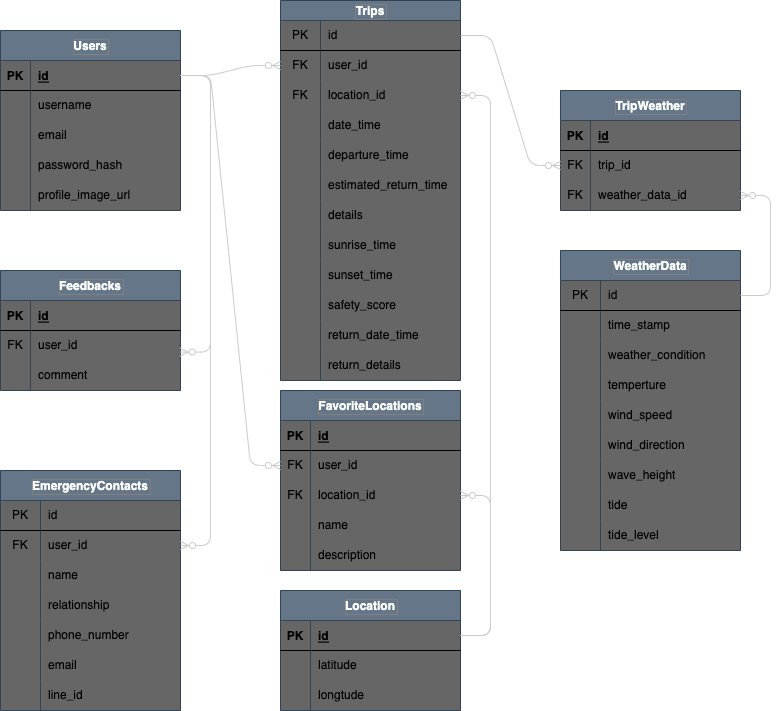 Users
PK id
username
email
password_hash
profile_image_url
Feedbacks
PK id
FK user_id
comment
EmergencyContacts
PK id
FK user_id
name
relationship
phone_number
email
line_id
Trips
PK id
FK user_id
FK location_id
date_time
departure_time
estimated_return_time
details
sunrise_time
sunset_time
safety_score
return_date_time
return_details
FavoriteLocations
PK id
FK user_id
FK location_id
name
description
Location
PK id
latitude
longtude
TripWeather
PK id
FK trip_id
FK weather_data_id
WeatherData
PK id
time_stamp
weather_condition
temperture
wind_speed
wind_direction
wave_height
tide
tide_level